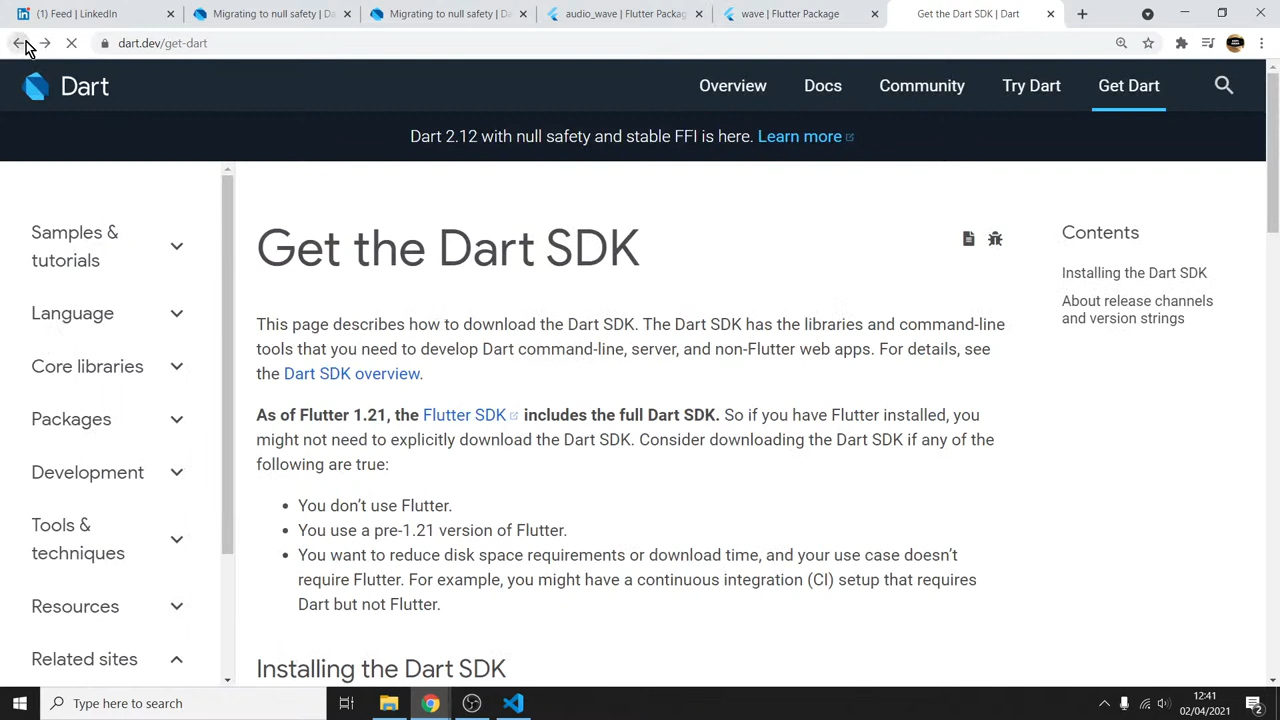 (1) Feed | LinkedIn
Migrating to null safety | D
Migrating to null safety | D
audio_wave | Flutter Packag
wave | Flutter Package
Get the Dart SDK | Dart
dart.dev/get-dart
Dart
Overview
Docs
Community
Try Dart
Get Dart
Dart 2.12 with null safety and stable FFI is here. Learn more
Samples &
tutorials
Language
Core libraries
Packages
Development
Tools &
techniques
Resources
Related sites
Get the Dart SDK
This page describes how to download the Dart SDK. The Dart SDK has the libraries and command-line
tools that you need to develop Dart command-line, server, and non-Flutter web apps. For details, see
the Dart SDK overview.
As of Flutter 1.21, the Flutter SDK includes the full Dart SDK. So if you have Flutter installed, you
might not need to explicitly download the Dart SDK. Consider downloading the Dart SDK if any of the
following are true:
• You don’t use Flutter.
• You use a pre-1.21 version of Flutter.
• You want to reduce disk space requirements or download time, and your use case doesn’t
require Flutter. For example, you might have a continuous integration (CI) setup that requires
Dart but not Flutter.
Installing the Dart SDK
Contents
Installing the Dart SDK
About release channels
and version strings
Type here to search
12:41
02/04/2021
2